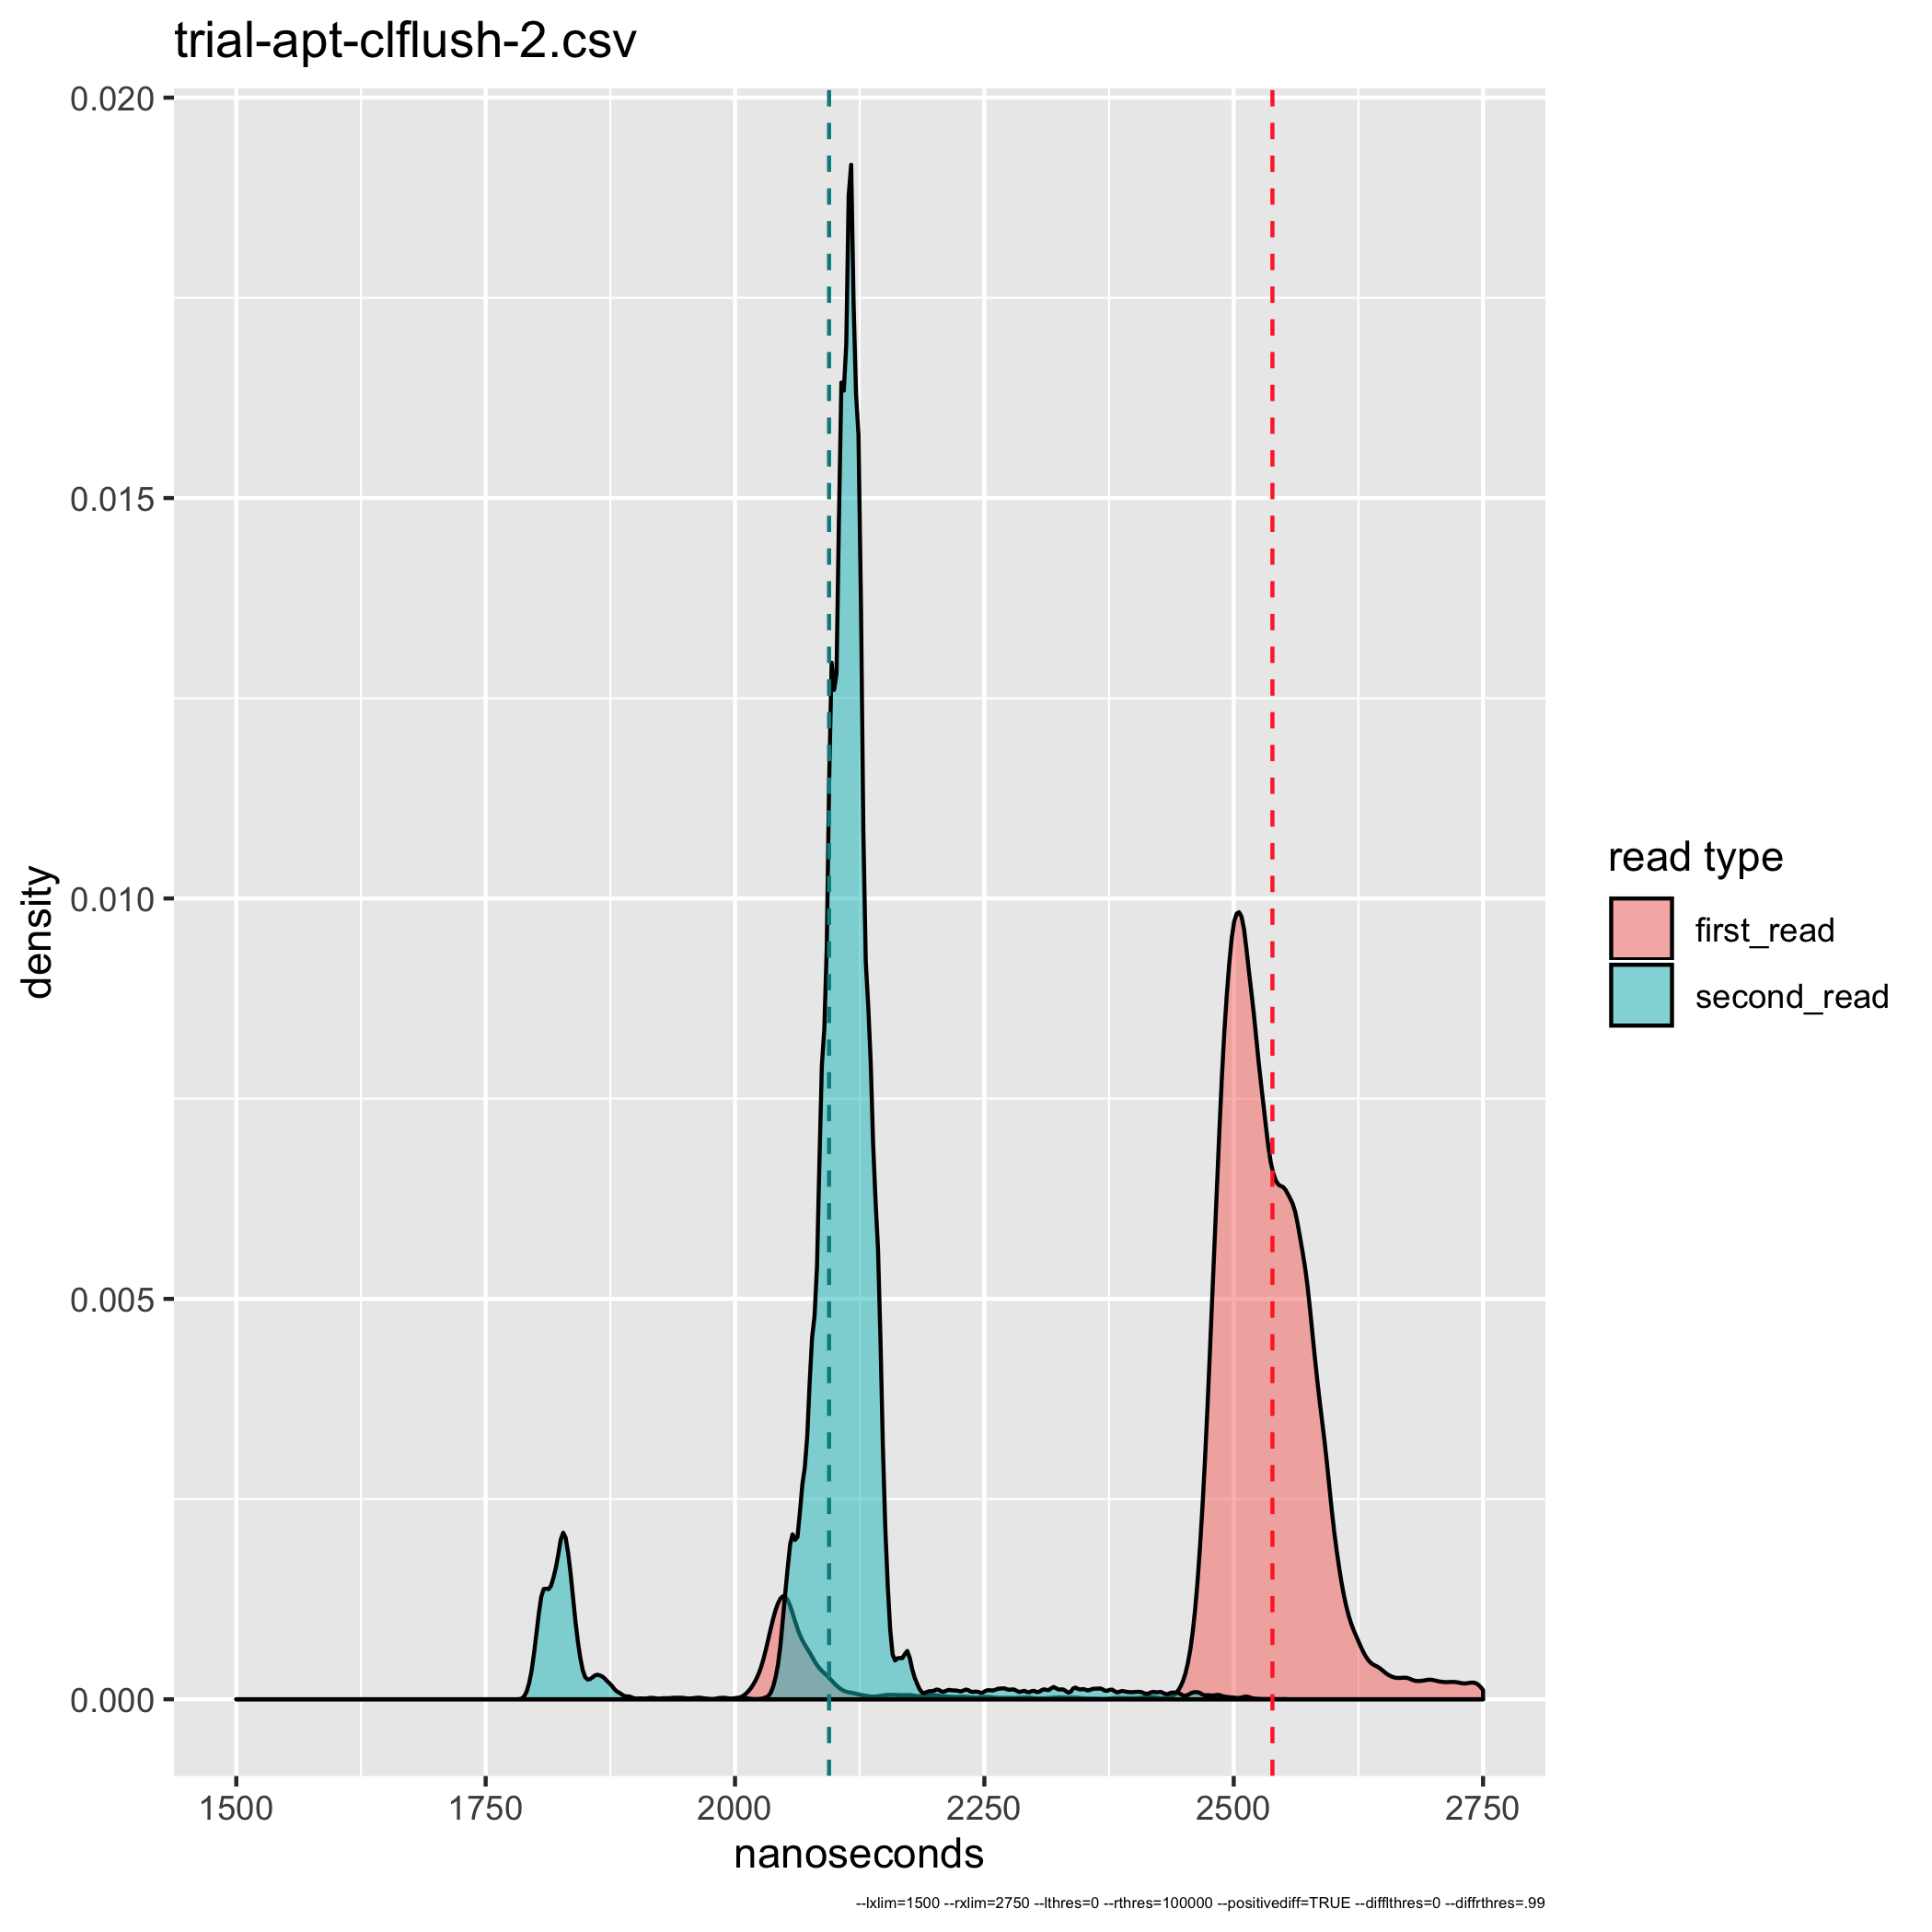 trial-apt-clflush-2.csv
0.020
0.015
0.010
0.005
0.000
density
1500 1750 2000 2250 2500 2750
nanoseconds
read type
first_read
second_read
--lxlim=1500 --rxlim=2750 --lthres=0 --rthres=100000 --positivediff=TRUE --difflthres=0 --diffrthres=.99